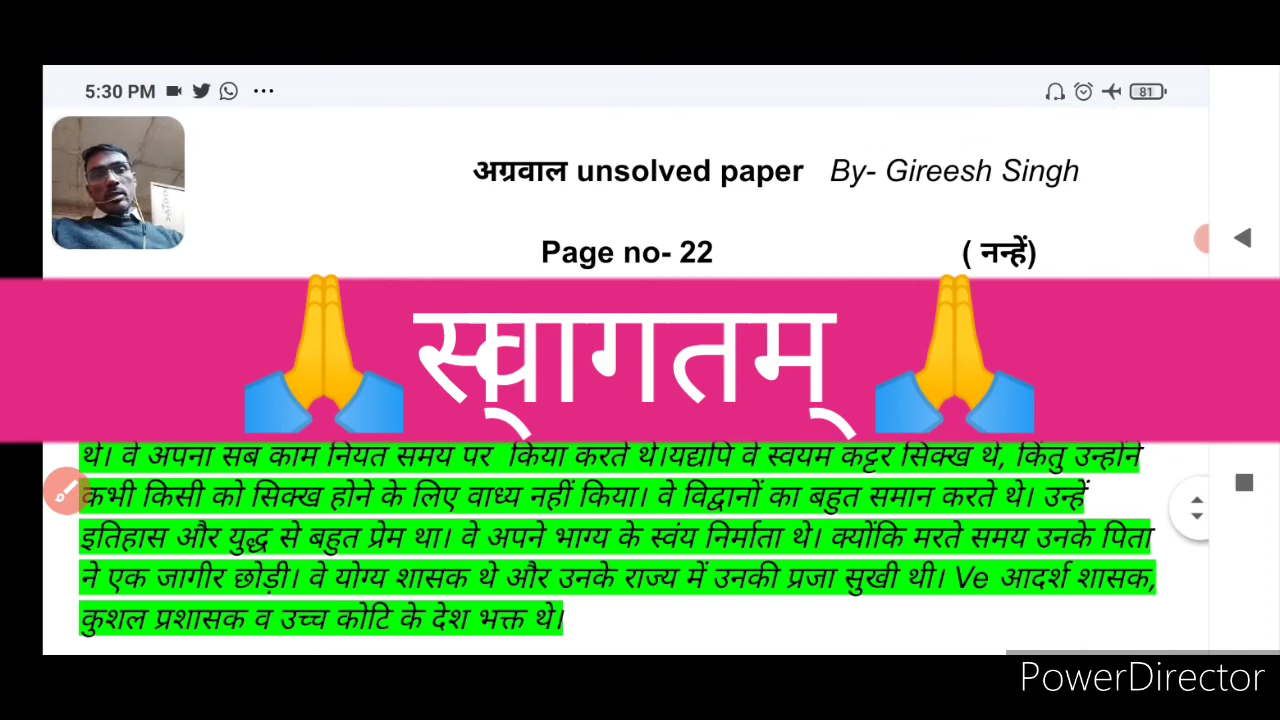 5:30 PM
81
अग्रवाल unsolved paper By- Gireesh Singh
Page no- 22 ( नन्हें)
स्वागतम्
थे। वे अपना सब काम नियत समय पर किया करते थे।यद्यपि वे स्वयम कट्टर सिक्ख थे, किंतु उन्होंने
कभी किसी को सिक्ख होने के लिए वाध्य नहीं किया। वे विद्वानों का बहुत समान करते थे। उन्हें
इतिहास और युद्ध से बहुत प्रेम था। वे अपने भाग्य के स्वंय निर्माता थे। क्योंकि मरते समय उनके पिता
ने एक जागीर छोड़ी। वे योग्य शासक थे और उनके राज्य में उनकी प्रजा सुखी थी। Ve आदर्श शासक,
कुशल प्रशासक व उच्च कोटि के देश भक्त थे।
PowerDirector